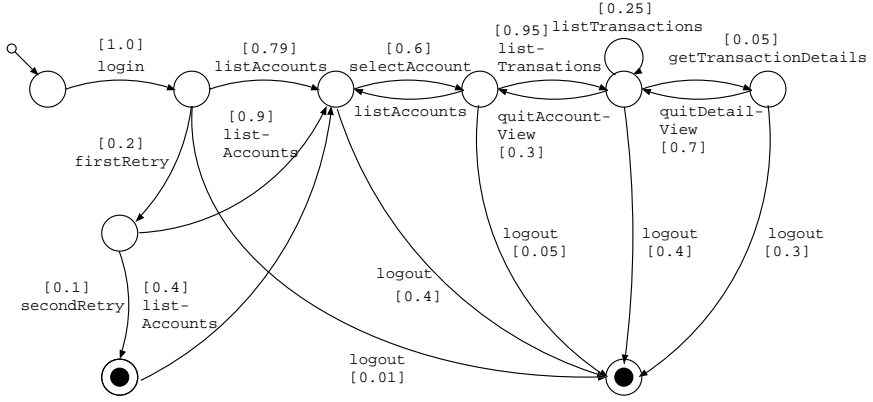 [1.0]
login
[0.79]
listAccounts
[0.6]
selectAccount
listAccounts
[0.95]
list-
Transations
[0.25]
listTransactions
[0.05]
getTransactionDetails
[0.2]
firstRetry
[0.9]
list-
Accounts
quitAccount-
View
[0.3]
quitDetail-
View
[0.7]
[0.1]
secondRetry
[0.4]
list-
Accounts
logout
[0.4]
logout
[0.05]
logout
[0.4]
logout
[0.3]
logout
[0.01]